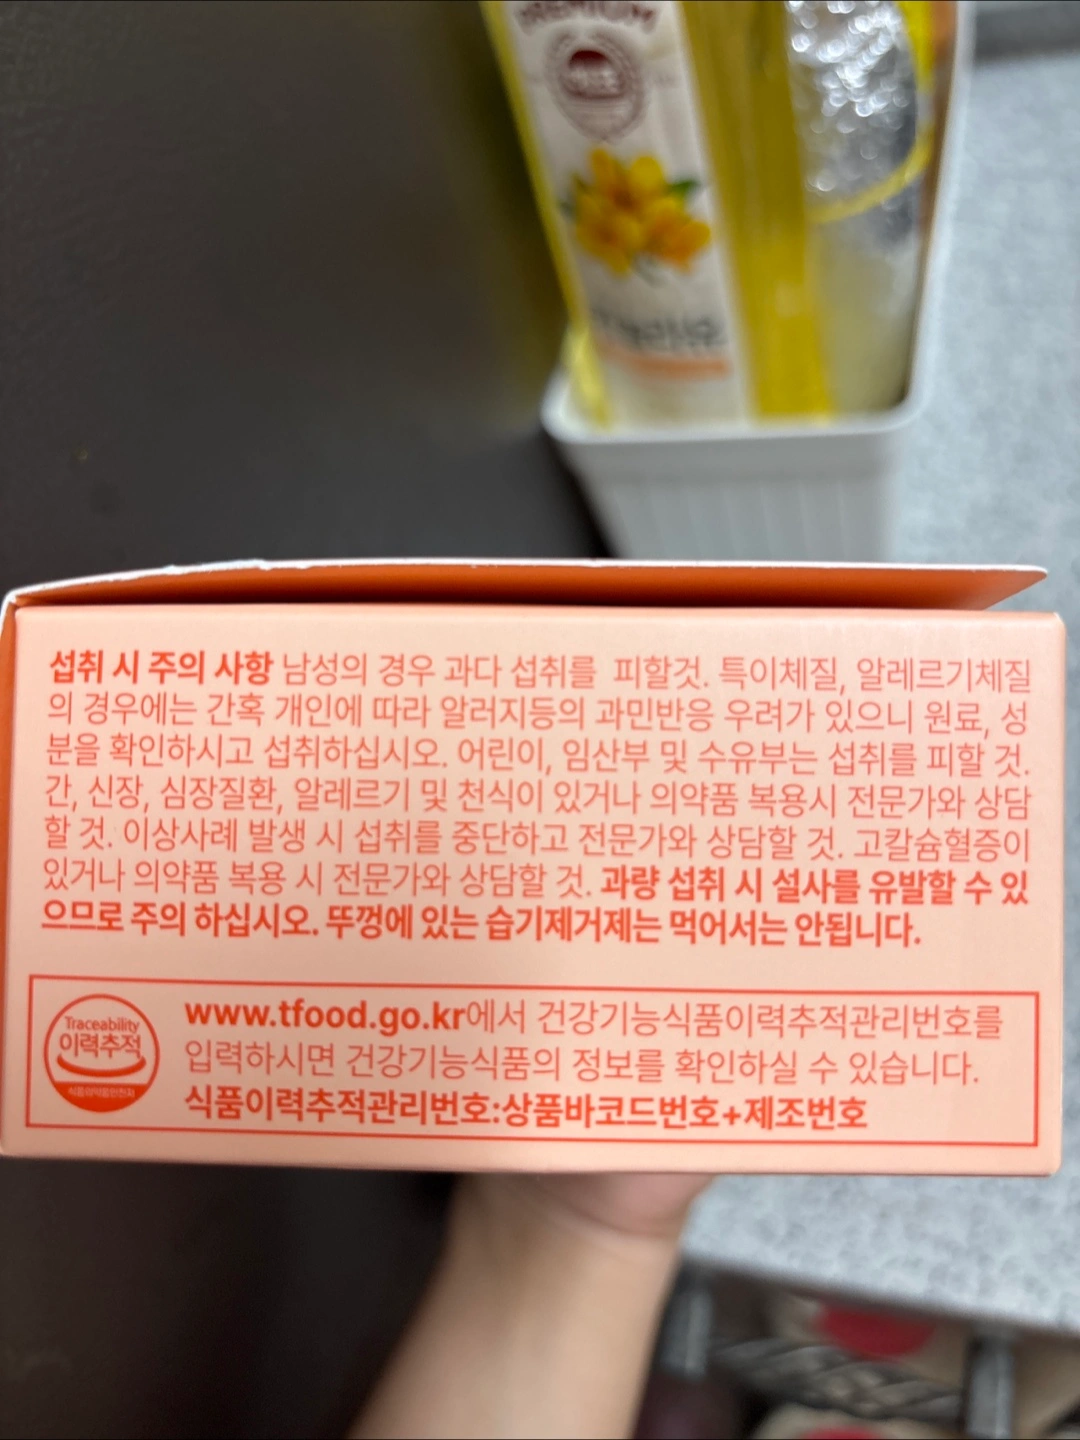 PREMIUM
섭취 시 주의 사항 남성의 경우 과다 섭취를 피할것. 특이체질, 알레르기체질
의 경우에는 간혹 개인에 따라 알러지등의 과민반응 우려가 있으니 원료, 성
분을 확인하시고 섭취하십시오. 어린이, 임산부 및 수유부는 섭취를 피할 것.
간, 신장, 심장질환, 알레르기 및 천식이 있거나 의약품 복용시 전문가와 상담
할 것. 이상사례 발생 시 섭취를 중단하고 전문가와 상담할 것. 고칼슘혈증이
있거나 의약품 복용 시 전문가와 상담할 것. 과량 섭취 시 설사를 유발할 수 있
으므로 주의 하십시오. 뚜껑에 있는 습기제거제는 먹어서는 안됩니다.
Traceability
이력추적
식품의약품안전처
www.tfood.go.kr에서 건강기능식품이력추적관리번호를
입력하시면 건강기능식품의 정보를 확인하실 수 있습니다.
식품이력추적관리번호:상품바코드번호+제조번호